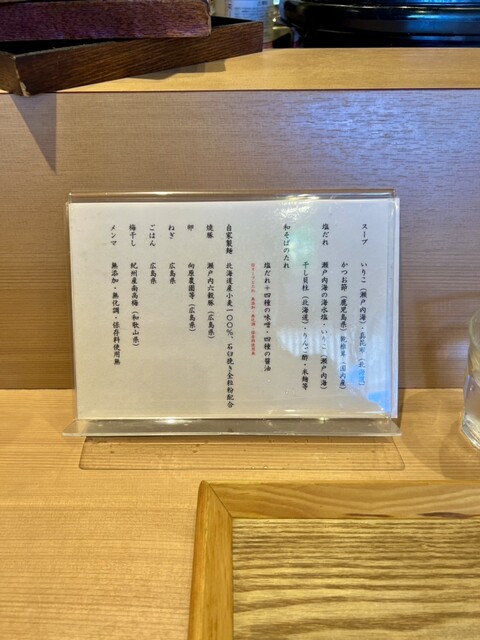 スープ　いりこ（瀬戸内海）・真昆布（北海道）
かつお節（鹿児島県）乾椎茸（国内産）
塩だれ　瀬戸内海の海水塩・いりこ（瀬戸内海）
干し貝柱（北海道）・りんご酢・米麹等
和そばのたれ
塩だれ＋四種の味噌・四種の醤油
自家製麺　北海道産小麦一〇〇％、石臼挽き全粒粉配合
焼豚　瀬戸内六穀豚（広島県）
卵　向原農園等（広島県）
ねぎ　広島県
ごはん　広島県
梅干し　紀州産南高梅（和歌山県）
メンマ　無添加・無化調・保存料使用無